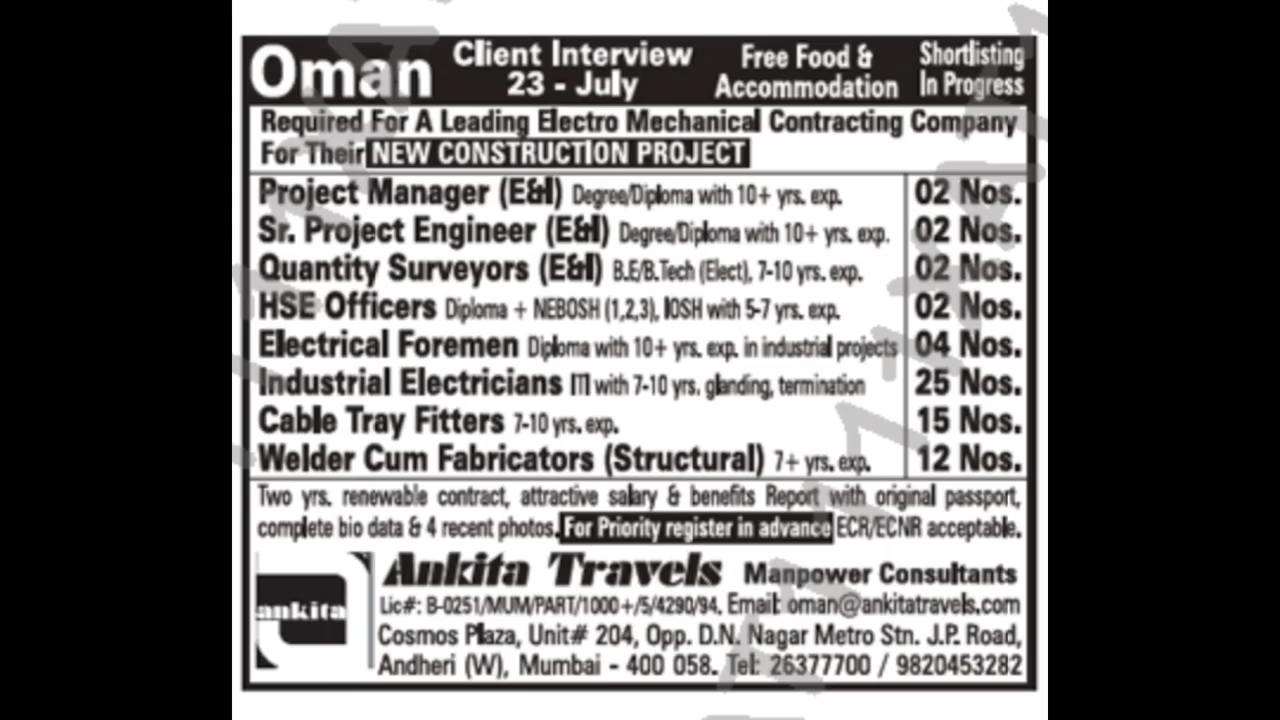 Oman Client Interview 23 - July Free Food & Accommodation Shortlisting In Progress
Required For A Leading Electro Mechanical Contracting Company
For Their NEW CONSTRUCTION PROJECT
Project Manager (E&I) Degree/Diploma with 10+ yrs. exp. 02 Nos.
Sr. Project Engineer (E&I) Degree/Diploma with 10+ yrs. exp. 02 Nos.
Quantity Surveyors (E&I) B.E/B.Tech (Elect), 7-10 yrs. exp. 02 Nos.
HSE Officers Diploma + NEBOSH (1,2,3), IOSH with 5-7 yrs. exp. 02 Nos.
Electrical Foremen Diploma with 10+ yrs. exp. in industrial projects 04 Nos.
Industrial Electricians ITI with 7-10 yrs. glanding, termination 25 Nos.
Cable Tray Fitters 7-10 yrs. exp. 15 Nos.
Welder Cum Fabricators (Structural) 7+ yrs. exp. 12 Nos.
Two yrs. renewable contract, attractive salary & benefits Report with original passport,
complete bio data & 4 recent photos. For Priority register in advance ECR/ECNR acceptable.
ankita
Ankita Travels Manpower Consultants
Lic#: B-0251/MUM/PART/1000+/5/4290/94. Email: oman@ankitatravels.com
Cosmos Plaza, Unit# 204, Opp. D.N. Nagar Metro Stn. J.P. Road,
Andheri (W), Mumbai - 400 058. Tel: 26377700 / 9820453282